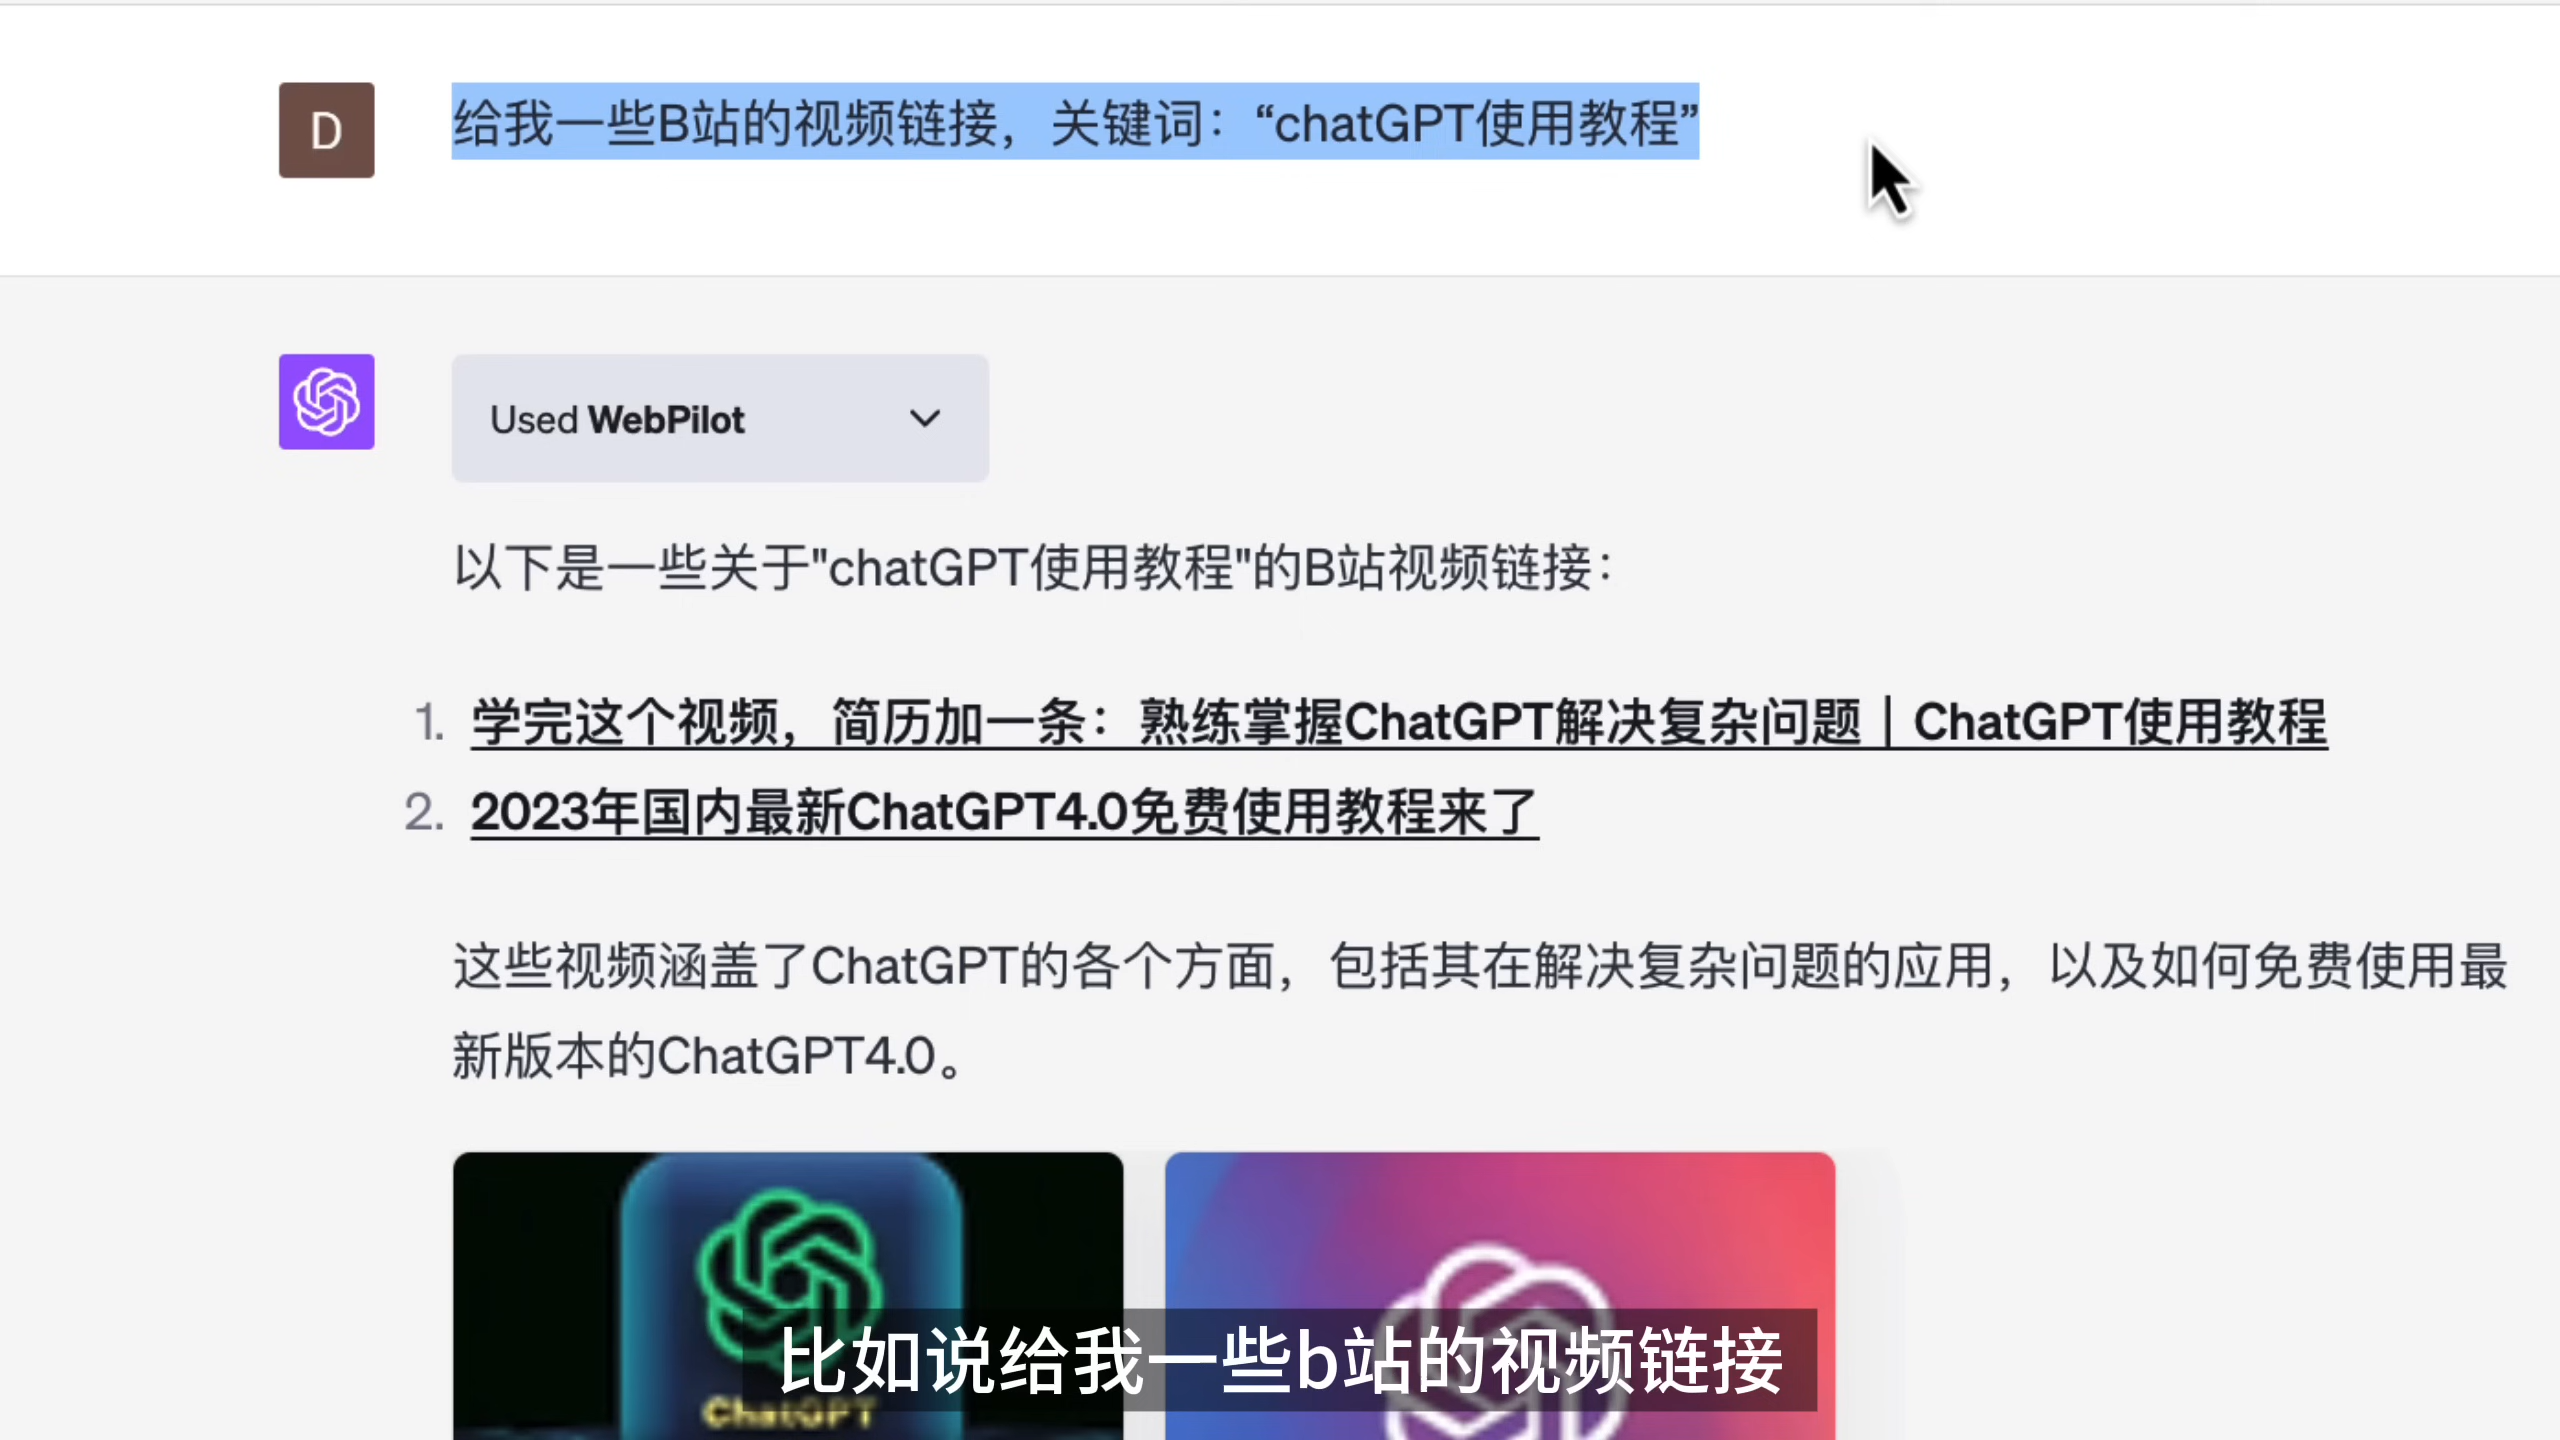 D
给我一些B站的视频链接，关键词：“chatGPT使用教程”
Used WebPilot
以下是一些关于"chatGPT使用教程"的B站视频链接：
1. 学完这个视频，简历加一条：熟练掌握ChatGPT解决复杂问题｜ChatGPT使用教程
2. 2023年国内最新ChatGPT4.0免费使用教程来了
这些视频涵盖了ChatGPT的各个方面，包括其在解决复杂问题的应用，以及如何免费使用最
新版本的ChatGPT4.0。
ChatGPT
比如说给我一些b站的视频链接